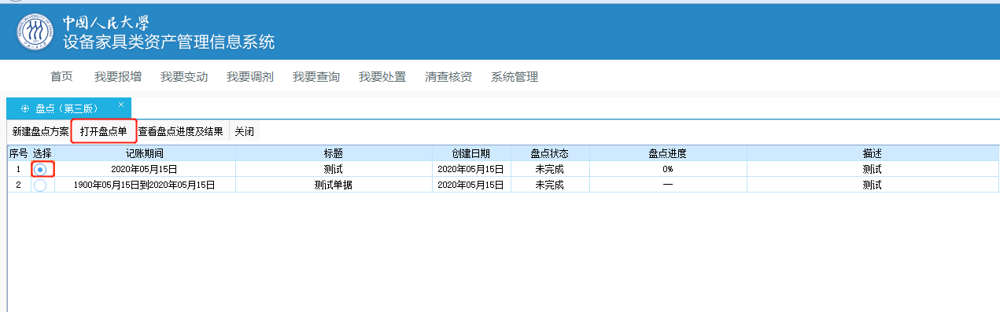 中国人民大学
设备家具类资产管理信息系统
首页 我要报增 我要变动 我要调剂 我要查询 我要处置 清查核资 系统管理
盘点（第三版） ×
新建盘点方案 打开盘点单 查看盘点进度及结果 关闭
序号 选择 记账期间 标题 创建日期 盘点状态 盘点进度 描述
1 2020年05月15日 测试 2020年05月15日 未完成 0% 测试
2 1900年05月15日到2020年05月15日 测试单据 2020年05月15日 未完成 — 测试